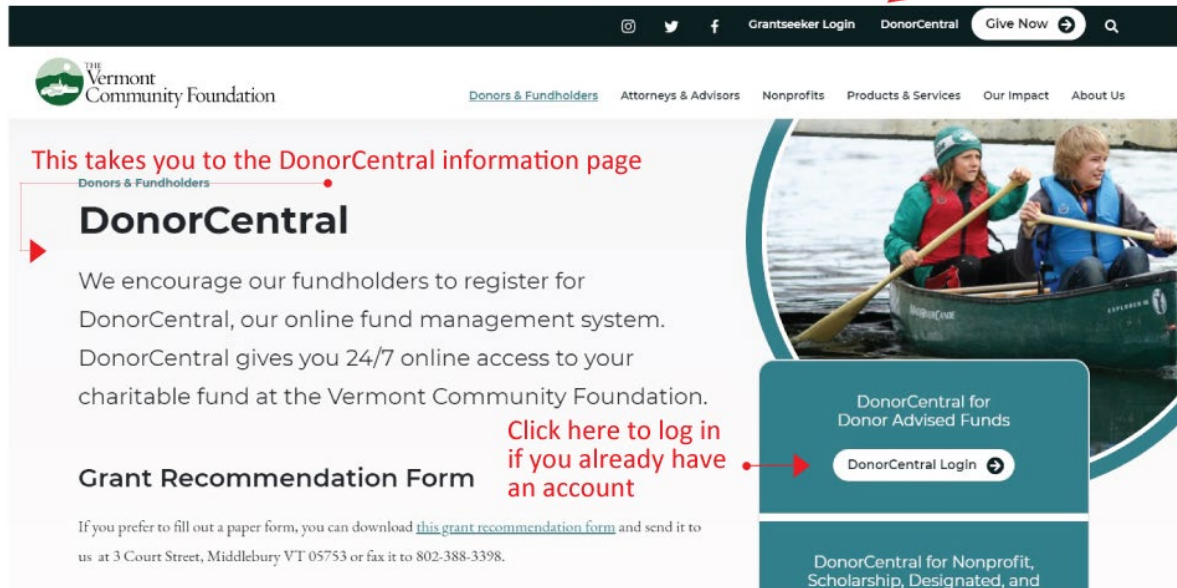 Grantseeker Login DonorCentral Give Now
THE
Vermont
Community Foundation
Donors & Fundholders Attorneys & Advisors Nonprofits Products & Services Our Impact About Us
This takes you to the DonorCentral information page
Donors & Fundholders
DonorCentral
We encourage our fundholders to register for
DonorCentral, our online fund management system.
DonorCentral gives you 24/7 online access to your
charitable fund at the Vermont Community Foundation.
Click here to log in
if you already have
an account
Grant Recommendation Form
If you prefer to fill out a paper form, you can download this grant recommendation form and send it to
us at 3 Court Street, Middlebury VT 05753 or fax it to 802-388-3398.
EXPLORER 16
DonorCentral for
Donor Advised Funds
DonorCentral Login
DonorCentral for Nonprofit,
Scholarship, Designated, and